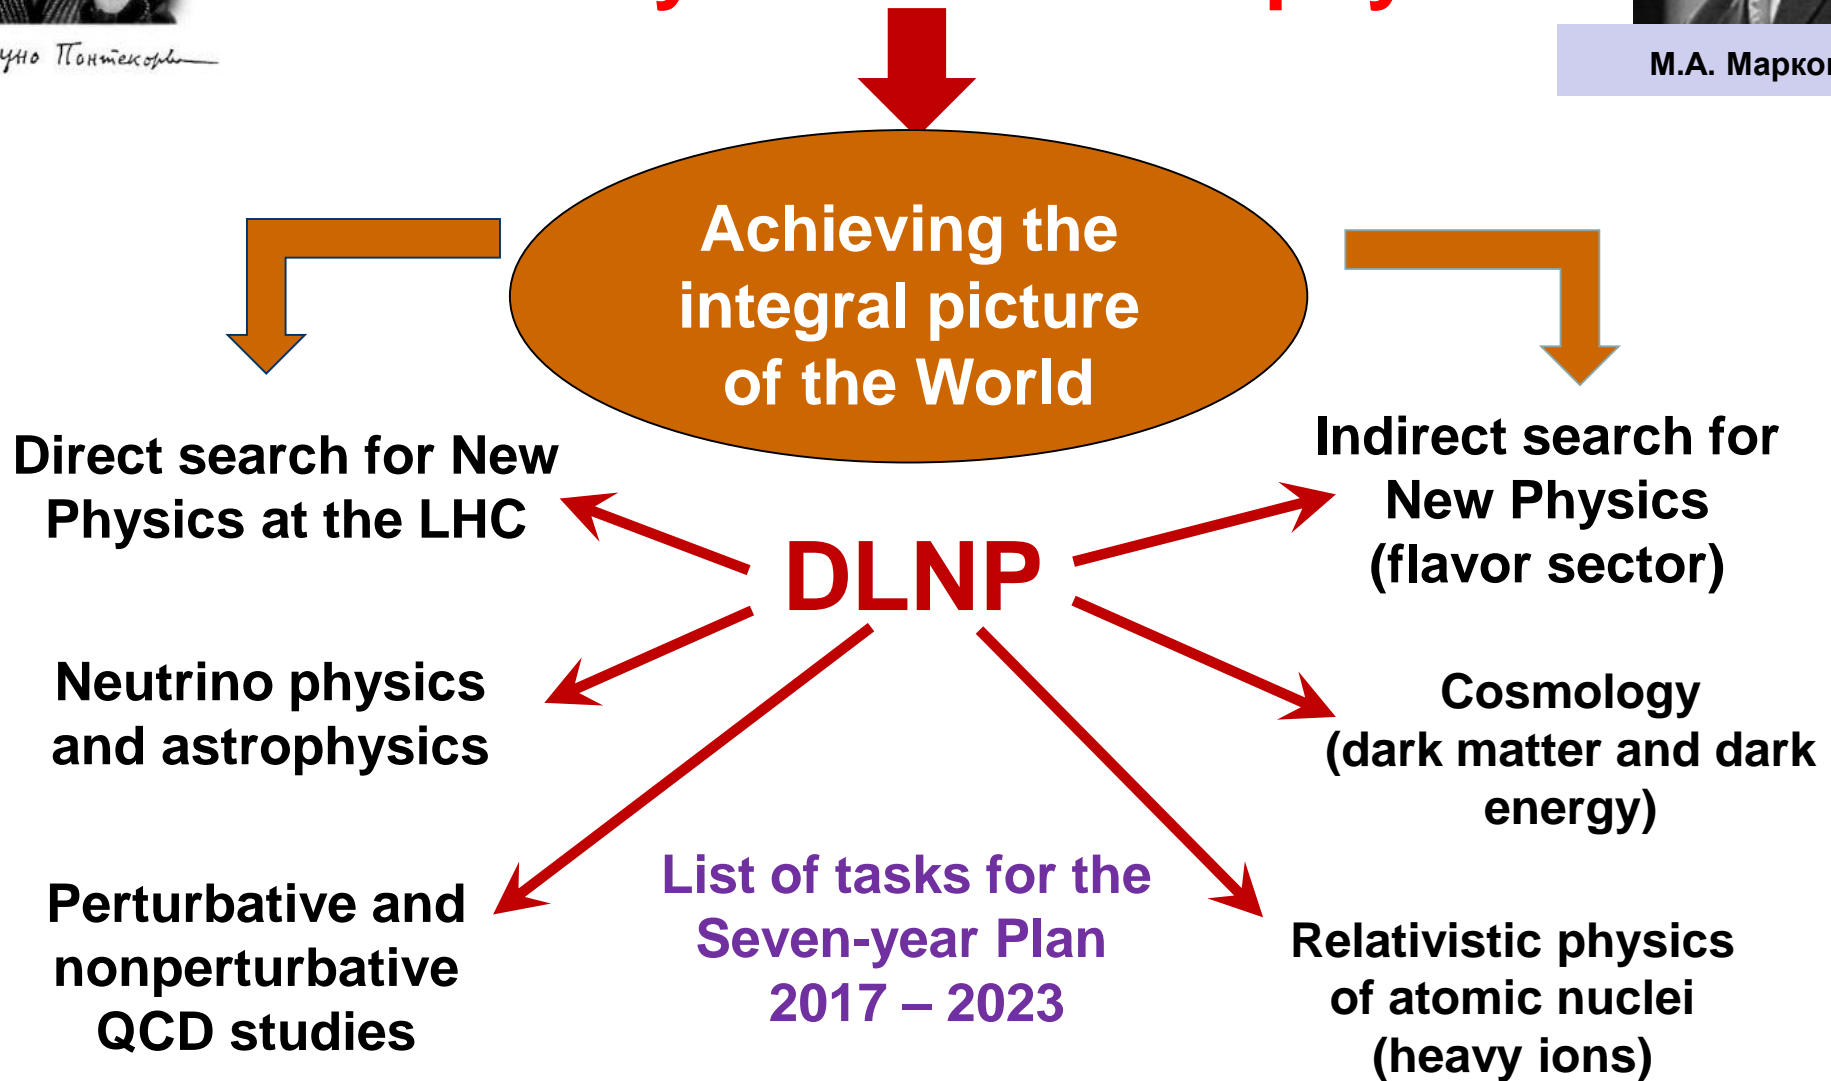 Понтекорво
М.А. Марков
Achieving the
integral picture
of the World
Direct search for New
Physics at the LHC
Indirect search for
New Physics
(flavor sector)
DLNP
Neutrino physics
and astrophysics
Cosmology
(dark matter and dark
energy)
List of tasks for the
Seven-year Plan
2017 – 2023
Perturbative and
nonperturbative
QCD studies
Relativistic physics
of atomic nuclei
(heavy ions)